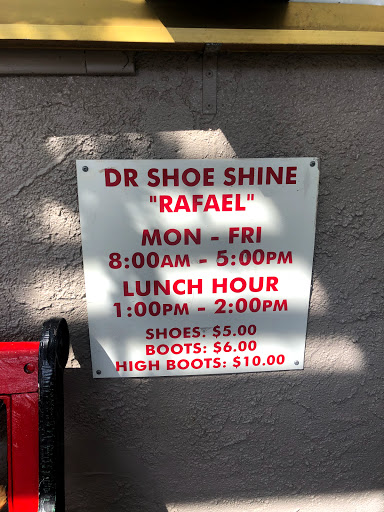 DR SHOE SHINE
"RAFAEL"
MON - FRI
8:00AM - 5:00PM
LUNCH HOUR
1:00PM - 2:00PM
SHOES: $5.00
BOOTS: $6.00
HIGH BOOTS: $10.00